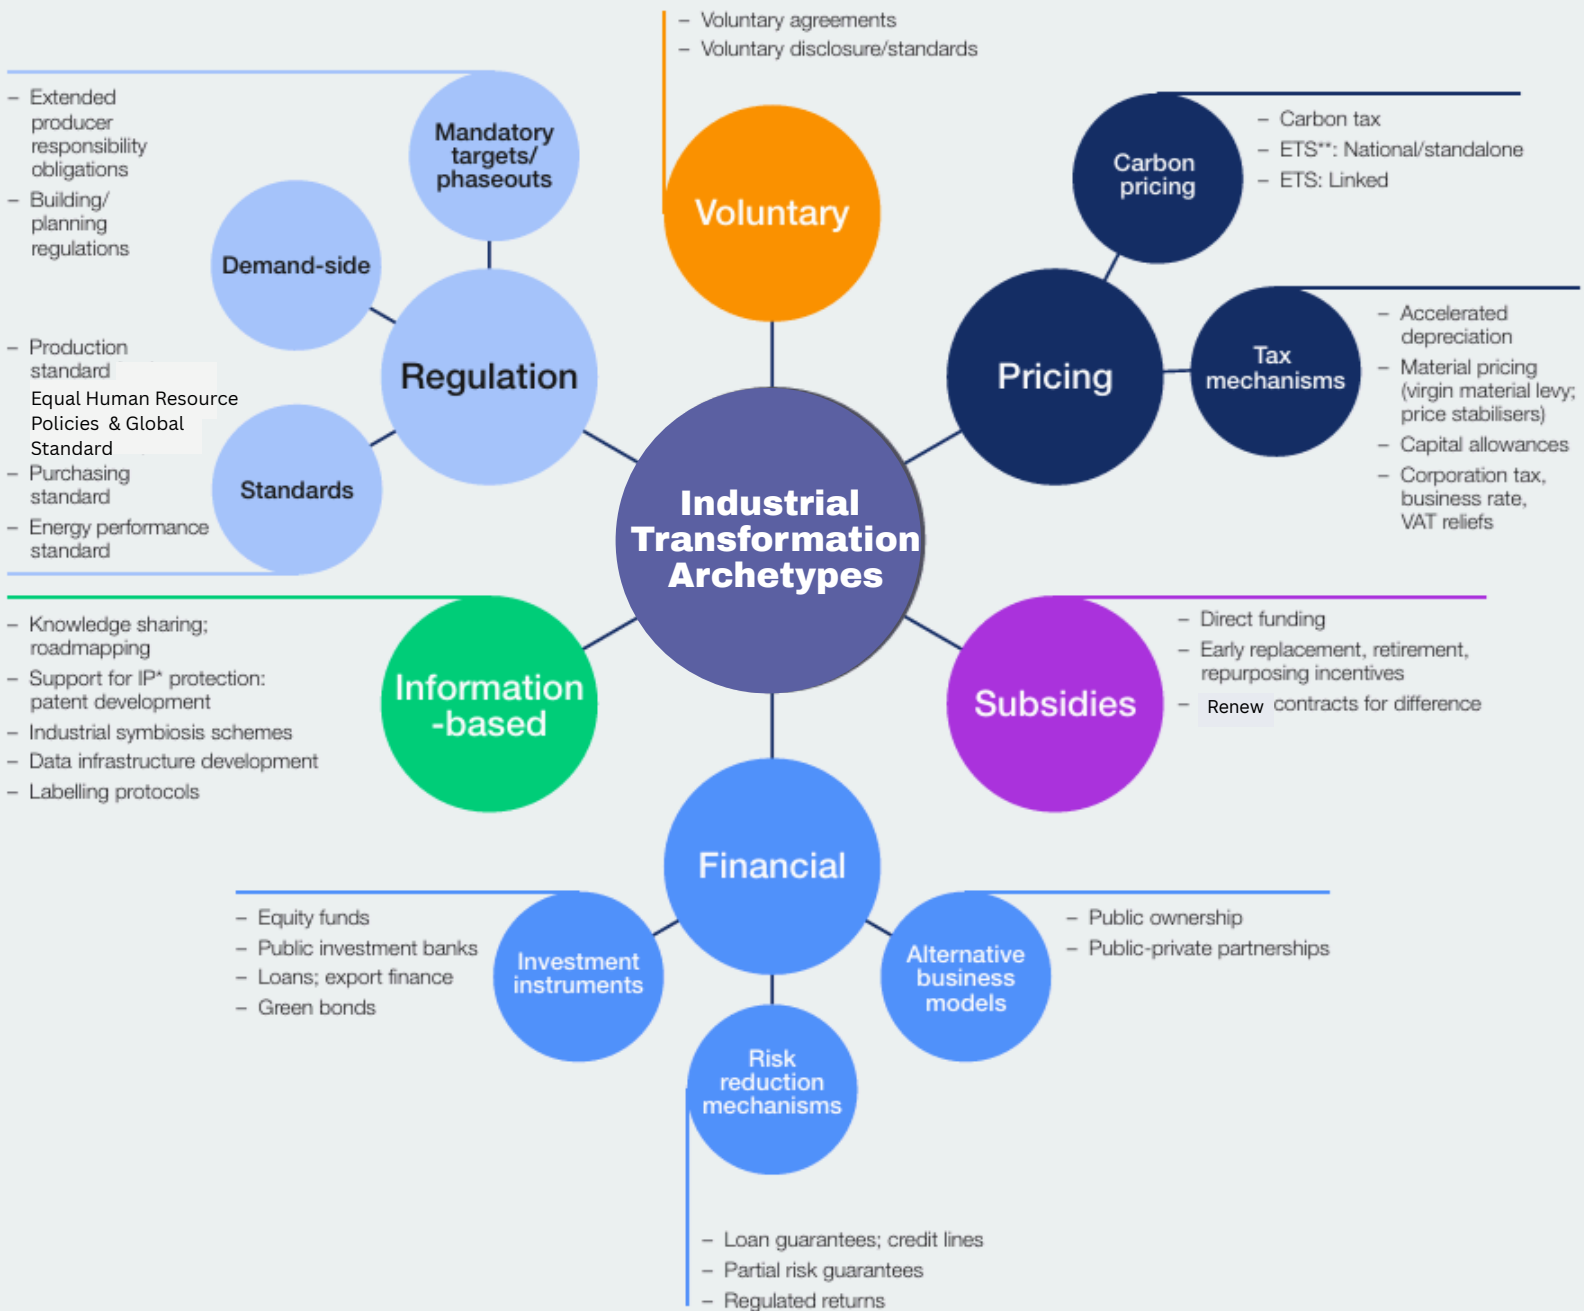 – Voluntary agreements
– Voluntary disclosure/standards
Voluntary
– Extended
producer
responsibility
obligations
– Building/
planning
regulations
Mandatory
targets/
phaseouts
Demand-side
Regulation
– Production
standard
Equal Human Resource
Policies & Global
Standard
– Purchasing
standard
– Energy performance
standard
Standards
Carbon
pricing
– Carbon tax
– ETS**: National/standalone
– ETS: Linked
Pricing
Tax
mechanisms
– Accelerated
depreciation
– Material pricing
(virgin material levy;
price stabilisers)
– Capital allowances
– Corporation tax,
business rate,
VAT reliefs
Industrial
Transformation
Archetypes
– Knowledge sharing;
roadmapping
– Support for IP* protection:
patent development
– Industrial symbiosis schemes
– Data infrastructure development
– Labelling protocols
Information
-based
Subsidies
– Direct funding
– Early replacement, retirement,
repurposing incentives
– Renew contracts for difference
Financial
– Equity funds
– Public investment banks
– Loans; export finance
– Green bonds
Investment
instruments
Alternative
business
models
– Public ownership
– Public-private partnerships
Risk
reduction
mechanisms
– Loan guarantees; credit lines
– Partial risk guarantees
– Regulated returns